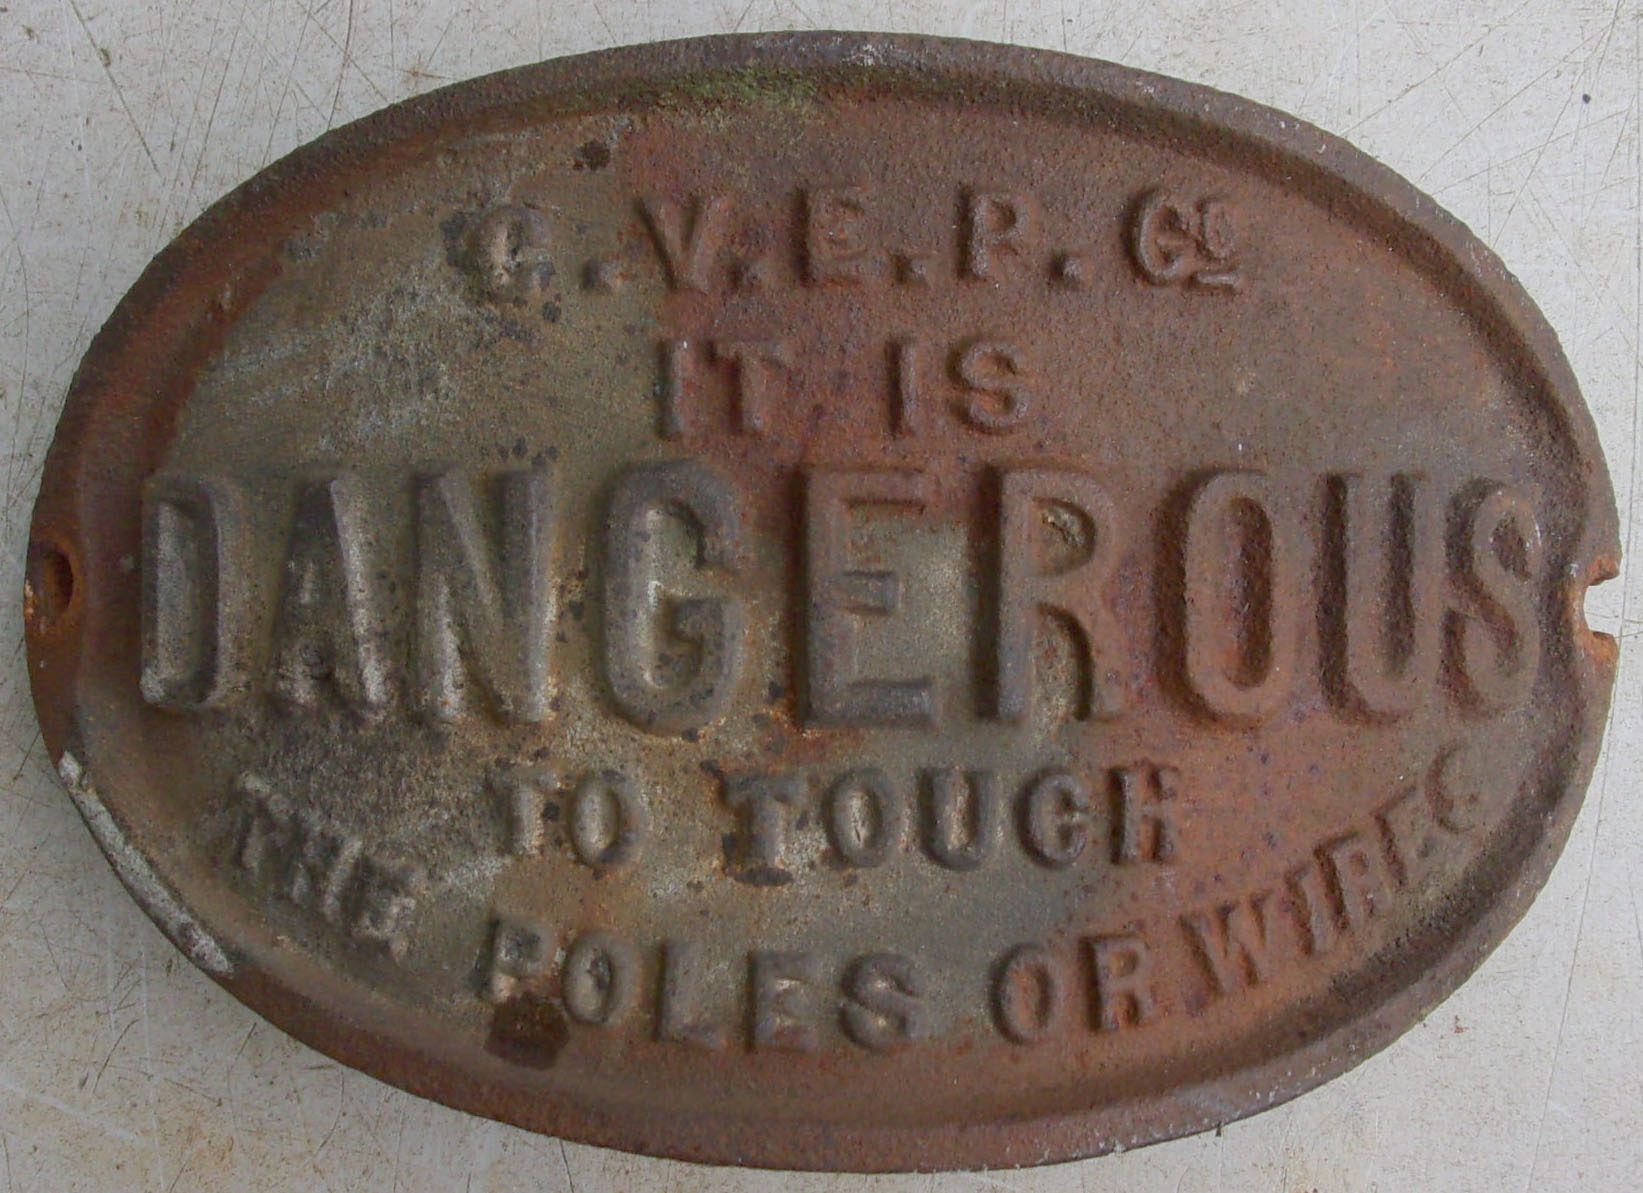 C.V.E.P.Co
IT IS
DANGEROUS
TO TOUCH
THE POLES OR WIRES